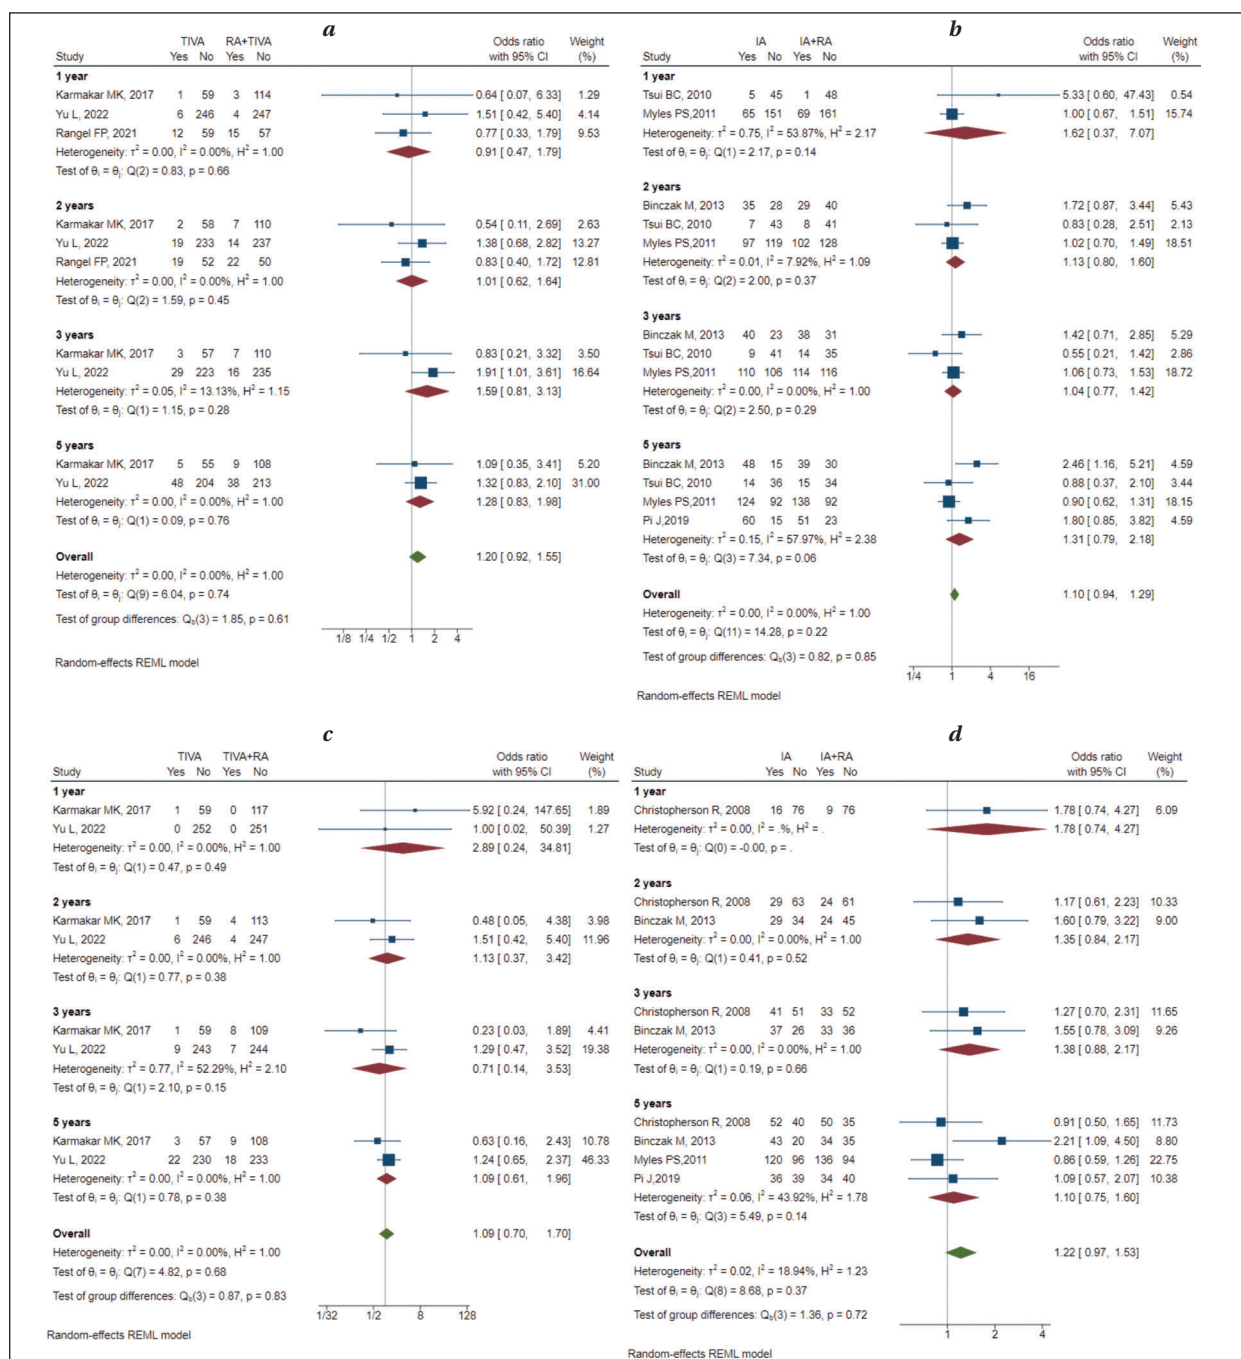 a
TIVA RA+TIVA Odds ratio Weight
Study Yes No Yes No with 95% CI (%)
1 year
Karmakar MK, 2017 1 59 3 114 0.64 [ 0.07, 6.33] 1.29
Yu L, 2022 6 246 4 247 1.51 [ 0.42, 5.40] 4.14
Rangel FP, 2021 12 59 15 57 0.77 [ 0.33, 1.79] 9.53
Heterogeneity: τ² = 0.00, I² = 0.00%, H² = 1.00 0.91 [ 0.47, 1.79]
Test of θᵢ = θⱼ: Q(2) = 0.83, p = 0.66
2 years
Karmakar MK, 2017 2 58 7 110 0.54 [ 0.11, 2.69] 2.63
Yu L, 2022 19 233 14 237 1.38 [ 0.68, 2.82] 13.27
Rangel FP, 2021 19 52 22 50 0.83 [ 0.40, 1.72] 12.81
Heterogeneity: τ² = 0.00, I² = 0.00%, H² = 1.00 1.01 [ 0.62, 1.64]
Test of θᵢ = θⱼ: Q(2) = 1.59, p = 0.45
3 years
Karmakar MK, 2017 3 57 7 110 0.83 [ 0.21, 3.32] 3.50
Yu L, 2022 29 223 16 235 1.91 [ 1.01, 3.61] 16.64
Heterogeneity: τ² = 0.05, I² = 13.13%, H² = 1.15 1.59 [ 0.81, 3.13]
Test of θᵢ = θⱼ: Q(1) = 1.15, p = 0.28
5 years
Karmakar MK, 2017 5 55 9 108 1.09 [ 0.35, 3.41] 5.20
Yu L, 2022 48 204 38 213 1.32 [ 0.83, 2.10] 31.00
Heterogeneity: τ² = 0.00, I² = 0.00%, H² = 1.00 1.28 [ 0.83, 1.98]
Test of θᵢ = θⱼ: Q(1) = 0.09, p = 0.76
Overall 1.20 [ 0.92, 1.55]
Heterogeneity: τ² = 0.00, I² = 0.00%, H² = 1.00
Test of θᵢ = θⱼ: Q(9) = 6.04, p = 0.74
Test of group differences: Q_b(3) = 1.85, p = 0.61
1/8 1/4 1/2 1 2 4
Random-effects REML model
b
IA IA+RA Odds ratio Weight
Study Yes No Yes No with 95% CI (%)
1 year
Tsui BC, 2010 5 45 1 48 5.33 [ 0.60, 47.43] 0.54
Myles PS,2011 65 151 69 161 1.00 [ 0.67, 1.51] 15.74
Heterogeneity: τ² = 0.75, I² = 53.87%, H² = 2.17 1.62 [ 0.37, 7.07]
Test of θᵢ = θⱼ: Q(1) = 2.17, p = 0.14
2 years
Binczak M, 2013 35 28 29 40 1.72 [ 0.87, 3.44] 5.43
Tsui BC, 2010 7 43 8 41 0.83 [ 0.28, 2.51] 2.13
Myles PS,2011 97 119 102 128 1.02 [ 0.70, 1.49] 18.51
Heterogeneity: τ² = 0.01, I² = 7.92%, H² = 1.09 1.13 [ 0.80, 1.60]
Test of θᵢ = θⱼ: Q(2) = 2.00, p = 0.37
3 years
Binczak M, 2013 40 23 38 31 1.42 [ 0.71, 2.85] 5.29
Tsui BC, 2010 9 41 14 35 0.55 [ 0.21, 1.42] 2.86
Myles PS,2011 110 106 114 116 1.06 [ 0.73, 1.53] 18.72
Heterogeneity: τ² = 0.00, I² = 0.00%, H² = 1.00 1.04 [ 0.77, 1.42]
Test of θᵢ = θⱼ: Q(2) = 2.50, p = 0.29
5 years
Binczak M, 2013 48 15 39 30 2.46 [ 1.16, 5.21] 4.59
Tsui BC, 2010 14 36 15 34 0.88 [ 0.37, 2.10] 3.44
Myles PS,2011 124 92 138 92 0.90 [ 0.62, 1.31] 18.15
Pi J,2019 60 15 51 23 1.80 [ 0.85, 3.82] 4.59
Heterogeneity: τ² = 0.15, I² = 57.97%, H² = 2.38 1.31 [ 0.79, 2.18]
Test of θᵢ = θⱼ: Q(3) = 7.34, p = 0.06
Overall 1.10 [ 0.94, 1.29]
Heterogeneity: τ² = 0.00, I² = 0.00%, H² = 1.00
Test of θᵢ = θⱼ: Q(11) = 14.28, p = 0.22
Test of group differences: Q_b(3) = 0.82, p = 0.85
1/4 1 4 16
Random-effects REML model
c
TIVA TIVA+RA Odds ratio Weight
Study Yes No Yes No with 95% CI (%)
1 year
Karmakar MK, 2017 1 59 0 117 5.92 [ 0.24, 147.65] 1.89
Yu L, 2022 0 252 0 251 1.00 [ 0.02, 50.39] 1.27
Heterogeneity: τ² = 0.00, I² = 0.00%, H² = 1.00 2.89 [ 0.24, 34.81]
Test of θᵢ = θⱼ: Q(1) = 0.47, p = 0.49
2 years
Karmakar MK, 2017 1 59 4 113 0.48 [ 0.05, 4.38] 3.98
Yu L, 2022 6 246 4 247 1.51 [ 0.42, 5.40] 11.96
Heterogeneity: τ² = 0.00, I² = 0.00%, H² = 1.00 1.13 [ 0.37, 3.42]
Test of θᵢ = θⱼ: Q(1) = 0.77, p = 0.38
3 years
Karmakar MK, 2017 1 59 8 109 0.23 [ 0.03, 1.89] 4.41
Yu L, 2022 9 243 7 244 1.29 [ 0.47, 3.52] 19.38
Heterogeneity: τ² = 0.77, I² = 52.29%, H² = 2.10 0.71 [ 0.14, 3.53]
Test of θᵢ = θⱼ: Q(1) = 2.10, p = 0.15
5 years
Karmakar MK, 2017 3 57 9 108 0.63 [ 0.16, 2.43] 10.78
Yu L, 2022 22 230 18 233 1.24 [ 0.65, 2.37] 46.33
Heterogeneity: τ² = 0.00, I² = 0.00%, H² = 1.00 1.09 [ 0.61, 1.96]
Test of θᵢ = θⱼ: Q(1) = 0.78, p = 0.38
Overall 1.09 [ 0.70, 1.70]
Heterogeneity: τ² = 0.00, I² = 0.00%, H² = 1.00
Test of θᵢ = θⱼ: Q(7) = 4.82, p = 0.68
Test of group differences: Q_b(3) = 0.87, p = 0.83
1/32 1/2 8 128
Random-effects REML model
d
IA IA+RA Odds ratio Weight
Study Yes No Yes No with 95% CI (%)
1 year
Christopherson R, 2008 16 76 9 76 1.78 [ 0.74, 4.27] 6.09
Heterogeneity: τ² = 0.00, I² = .%, H² = . 1.78 [ 0.74, 4.27]
Test of θᵢ = θⱼ: Q(0) = -0.00, p = .
2 years
Christopherson R, 2008 29 63 24 61 1.17 [ 0.61, 2.23] 10.33
Binczak M, 2013 29 34 24 45 1.60 [ 0.79, 3.22] 9.00
Heterogeneity: τ² = 0.00, I² = 0.00%, H² = 1.00 1.35 [ 0.84, 2.17]
Test of θᵢ = θⱼ: Q(1) = 0.41, p = 0.52
3 years
Christopherson R, 2008 41 51 33 52 1.27 [ 0.70, 2.31] 11.65
Binczak M, 2013 37 26 33 36 1.55 [ 0.78, 3.09] 9.26
Heterogeneity: τ² = 0.00, I² = 0.00%, H² = 1.00 1.38 [ 0.88, 2.17]
Test of θᵢ = θⱼ: Q(1) = 0.19, p = 0.66
5 years
Christopherson R, 2008 52 40 50 35 0.91 [ 0.50, 1.65] 11.73
Binczak M, 2013 43 20 34 35 2.21 [ 1.09, 4.50] 8.80
Myles PS,2011 120 96 136 94 0.86 [ 0.59, 1.26] 22.75
Pi J,2019 36 39 34 40 1.09 [ 0.57, 2.07] 10.38
Heterogeneity: τ² = 0.06, I² = 43.92%, H² = 1.78 1.10 [ 0.75, 1.60]
Test of θᵢ = θⱼ: Q(3) = 5.49, p = 0.14
Overall 1.22 [ 0.97, 1.53]
Heterogeneity: τ² = 0.02, I² = 18.94%, H² = 1.23
Test of θᵢ = θⱼ: Q(8) = 8.68, p = 0.37
Test of group differences: Q_b(3) = 1.36, p = 0.72
1 2 4
Random-effects REML model